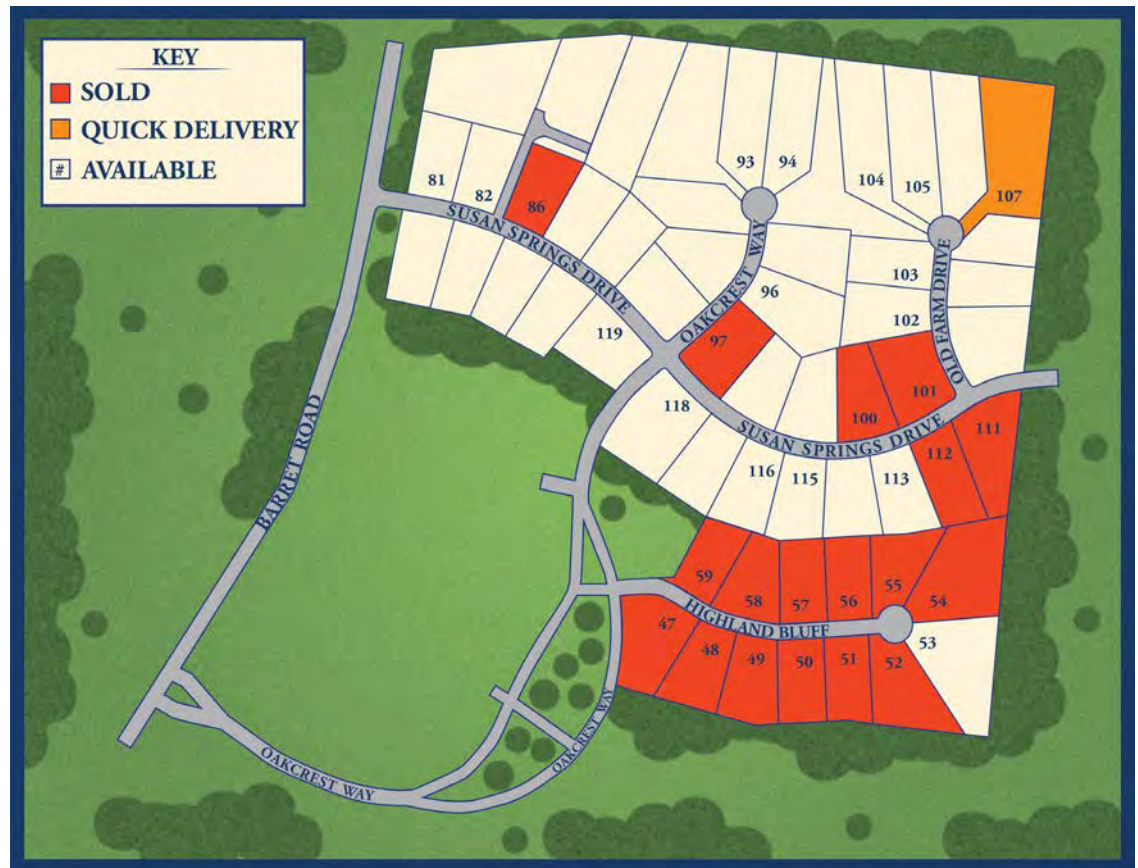 KEY
SOLD
QUICK DELIVERY
# AVAILABLE
81
82
86
93
94
104
105
107
SUSAN SPRINGS DRIVE
OAKCREST WAY
OLD FARM DRIVE
103
96
102
119
97
101
100
118
SUSAN SPRINGS DRIVE
111
112
116
115
113
BARRET ROAD
59
58
57
56
55
54
HIGHLAND BLUFF
47
48
49
50
51
52
53
OAKCREST WAY
OAKCREST WAY